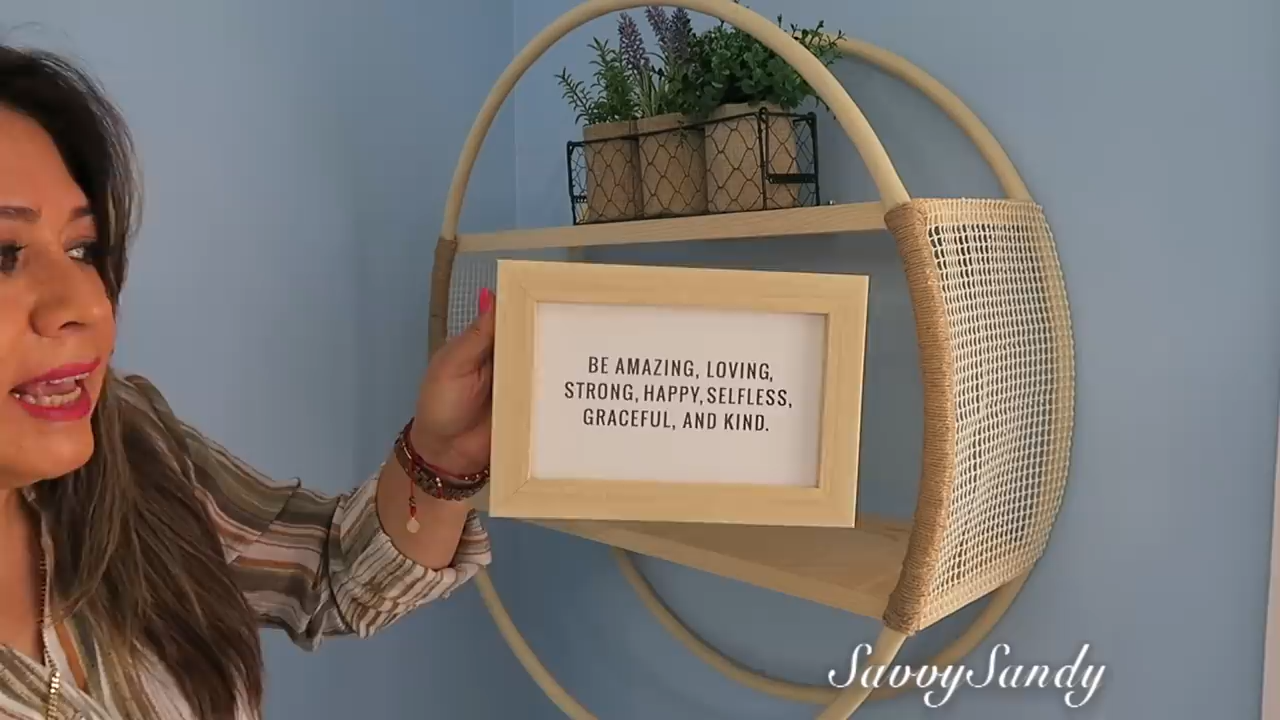 BE AMAZING, LOVING,
STRONG, HAPPY, SELFLESS,
GRACEFUL, AND KIND.
SavvySandy